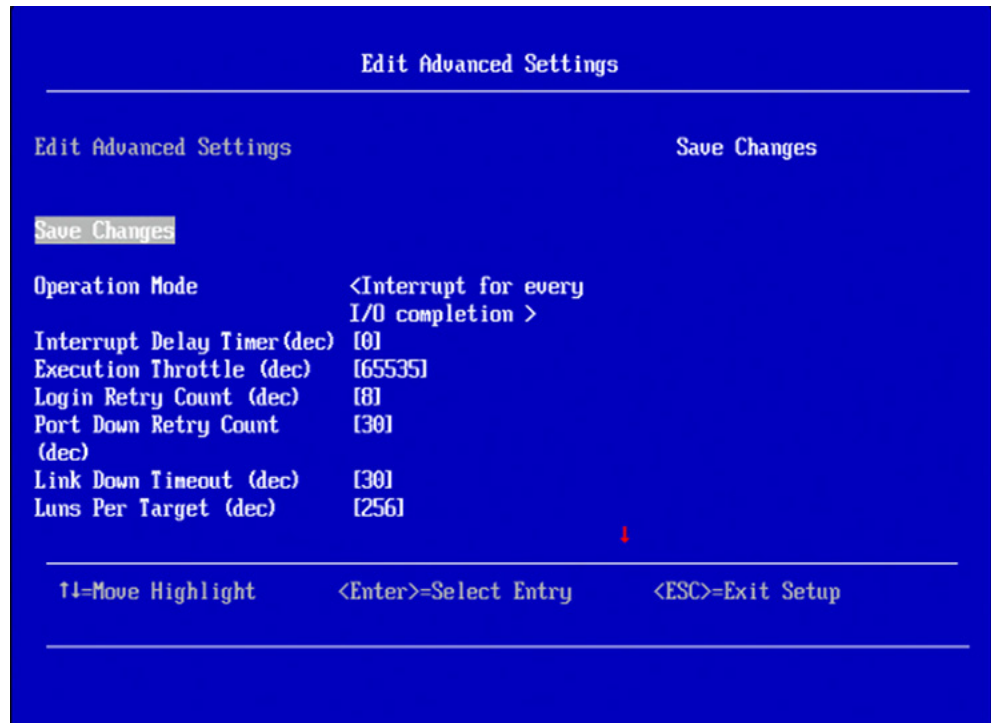 Edit Advanced Settings
Edit Advanced Settings Save Changes
Save Changes
Operation Mode <Interrupt for every
I/O completion >
Interrupt Delay Timer(dec) [0]
Execution Throttle (dec) [65535]
Login Retry Count (dec) [8]
Port Down Retry Count [30]
(dec)
Link Down Timeout (dec) [30]
Luns Per Target (dec) [256]
↓
↑↓=Move Highlight <Enter>=Select Entry <ESC>=Exit Setup